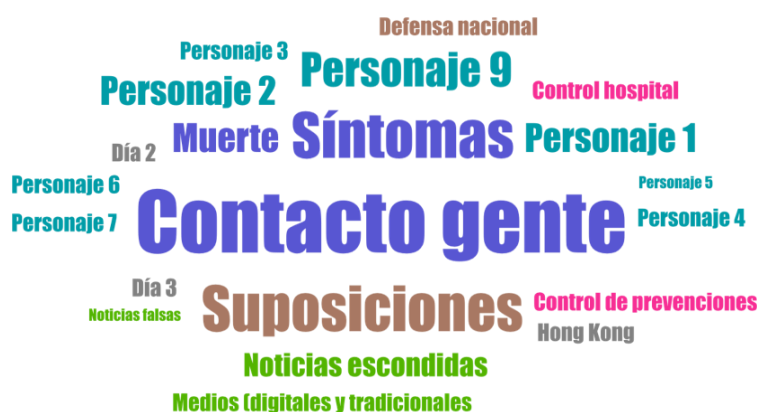 Defensa nacional
Personaje 3
Personaje 9
Personaje 2
Control hospital
Muerte
Síntomas
Personaje 1
Día 2
Personaje 6
Personaje 5
Contacto gente
Personaje 7
Personaje 4
Día 3
Suposiciones
Control de prevenciones
Noticias falsas
Hong Kong
Noticias escondidas
Medios (digitales y tradicionales